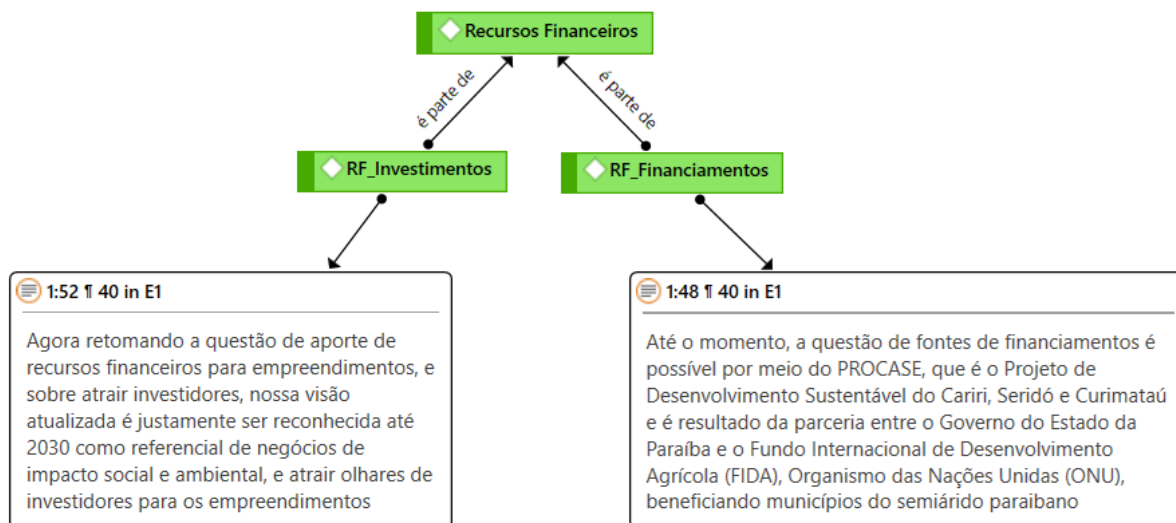 Recursos Financeiros
é parte de
é parte de
RF_Investimentos
RF_Financiamentos
1:52 ¶ 40 in E1
Agora retomando a questão de aporte de
recursos financeiros para empreendimentos, e
sobre atrair investidores, nossa visão
atualizada é justamente ser reconhecida até
2030 como referencial de negócios de
impacto social e ambiental, e atrair olhares de
investidores para os empreendimentos
1:48 ¶ 40 in E1
Até o momento, a questão de fontes de financiamentos é
possível por meio do PROCASE, que é o Projeto de
Desenvolvimento Sustentável do Cariri, Seridó e Curimataú
e é resultado da parceria entre o Governo do Estado da
Paraíba e o Fundo Internacional de Desenvolvimento
Agrícola (FIDA), Organismo das Nações Unidas (ONU),
beneficiando municípios do semiárido paraibano